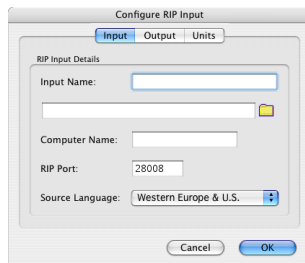 Configure RIP Input
Input Output Units
RIP Input Details
Input Name:
Computer Name:
RIP Port: 28008
Source Language: Western Europe & U.S.
Cancel OK